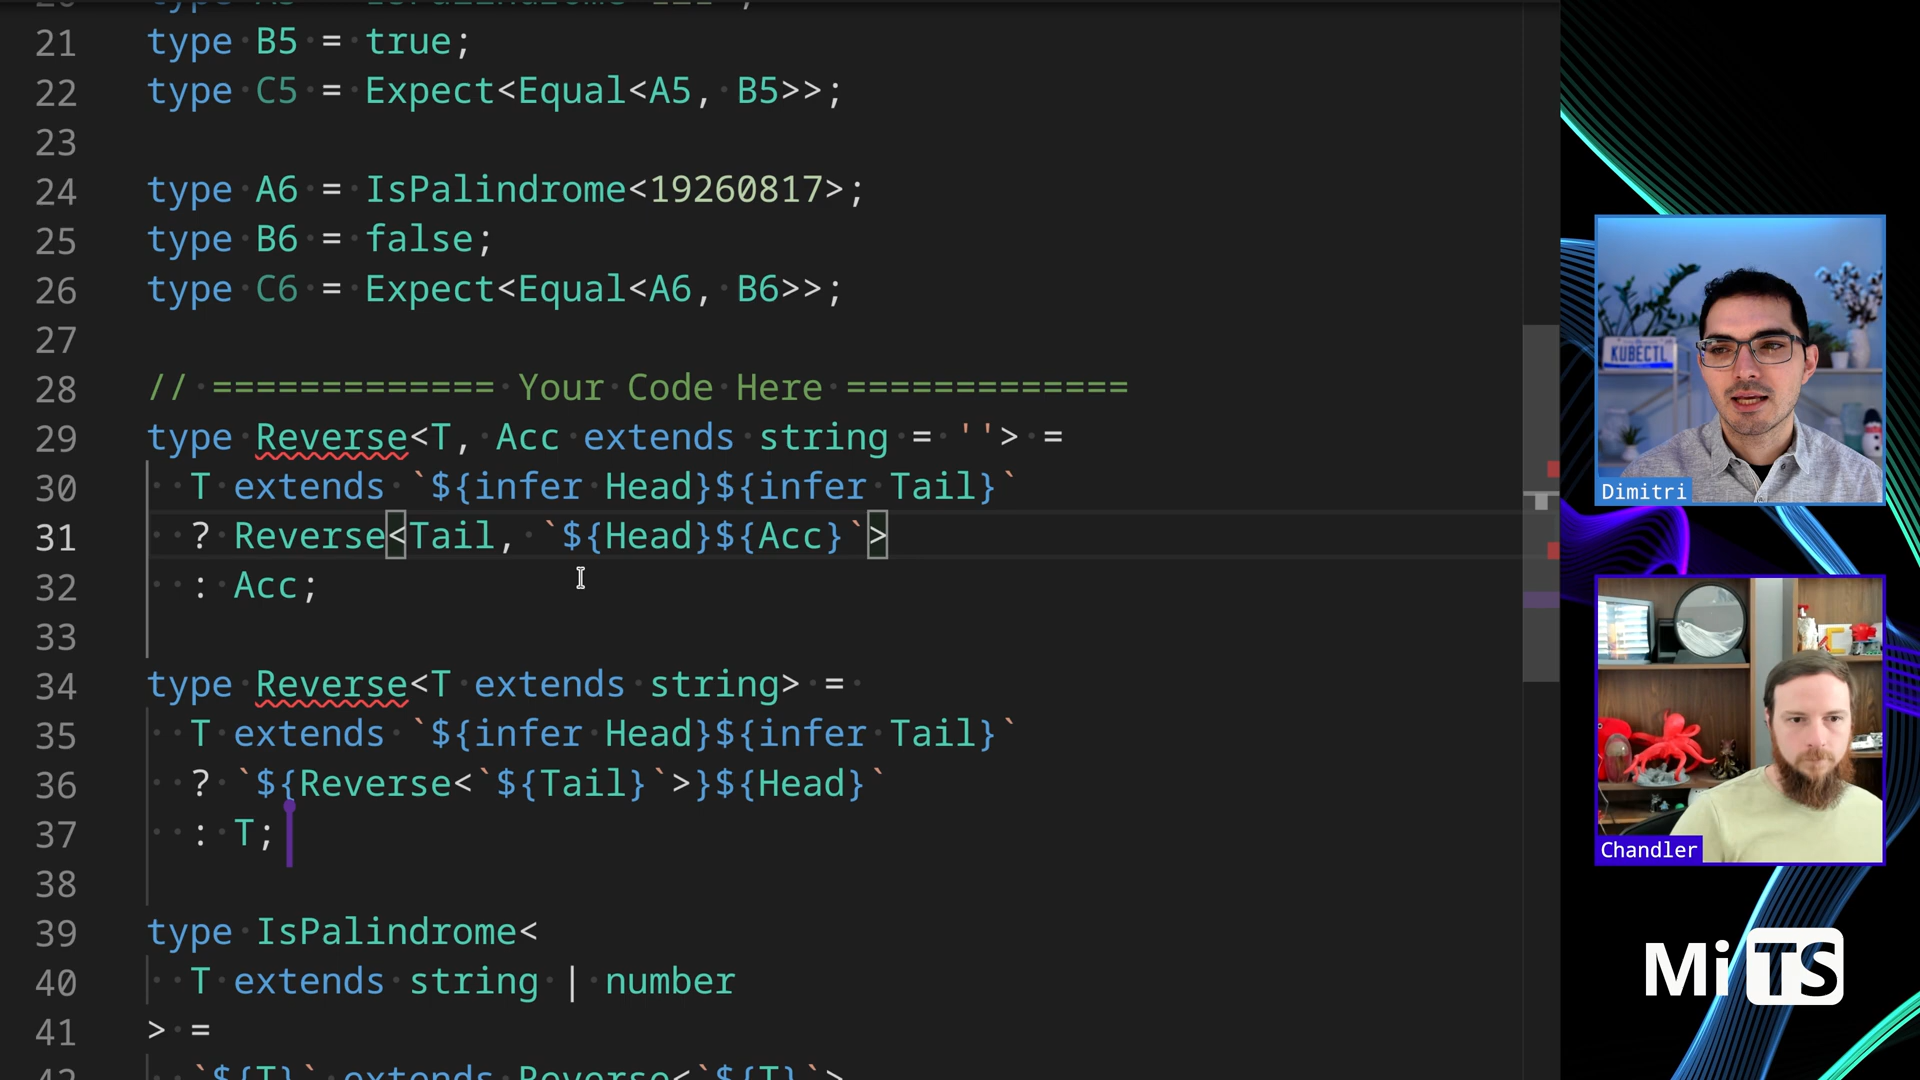 21 type B5 = true;
22 type C5 = Expect<Equal<A5, B5>>;
23
24 type A6 = IsPalindrome<19260817>;
25 type B6 = false;
26 type C6 = Expect<Equal<A6, B6>>;
27
28 // ============= Your Code Here =============
29 type Reverse<T, Acc extends string = ''> =
30 T extends `${infer Head}${infer Tail}`
31 ? Reverse<Tail, `${Head}${Acc}`>
32 : Acc;
33
34 type Reverse<T extends string> =
35 T extends `${infer Head}${infer Tail}`
36 ? `${Reverse<`${Tail}`>}${Head}`
37 : T;
38
39 type IsPalindrome<
40 T extends string | number
41 > =
42 `${T}` extends Reverse<`${T}`>
KUBECTL
Dimitri
Chandler
MiTS